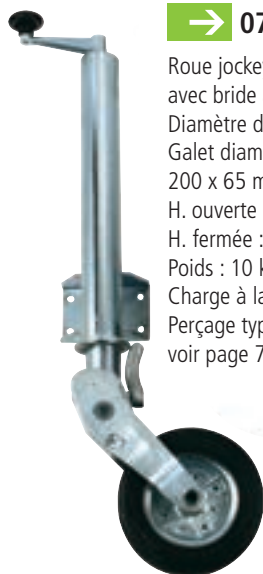 07
Roue jocke
avec bride
Diamètre d
Galet diam
200 x 65 m
H. ouverte
H. fermée :
Poids : 10 k
Charge à la
Perçage typ
voir page 7